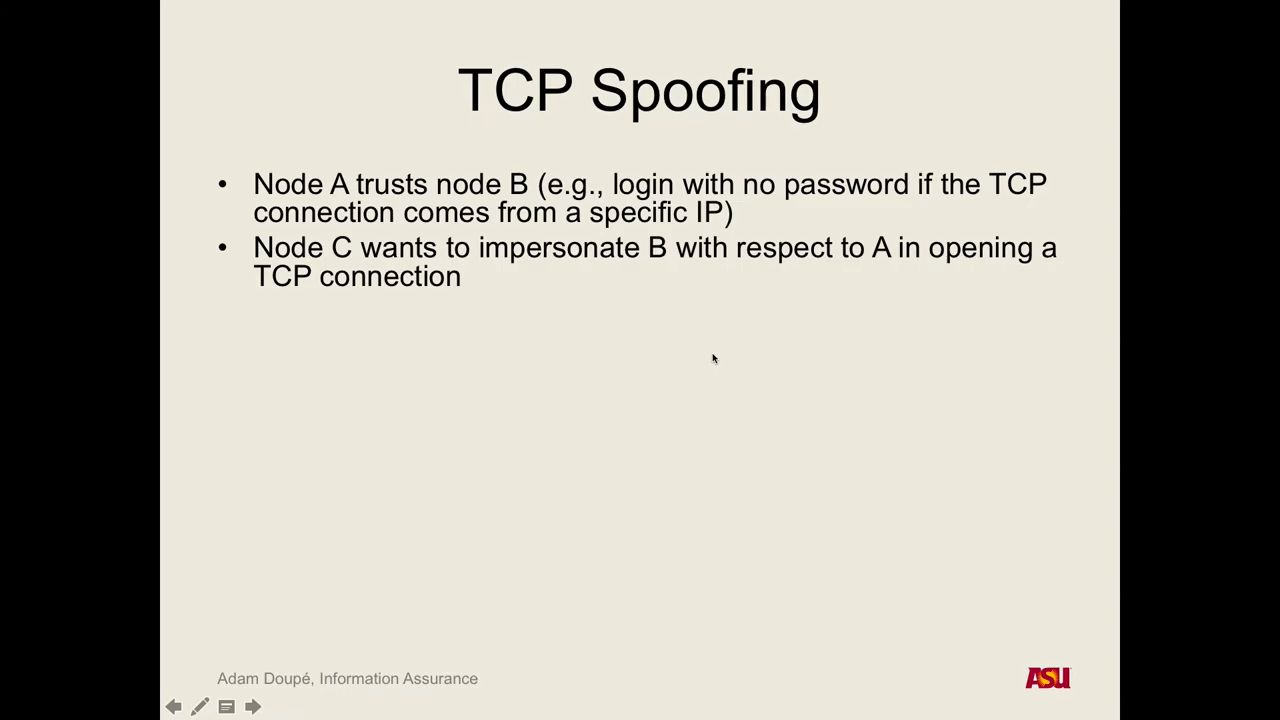 TCP Spoofing
• Node A trusts node B (e.g., login with no password if the TCP
connection comes from a specific IP)
• Node C wants to impersonate B with respect to A in opening a
TCP connection
Adam Doupé, Information Assurance
ASU